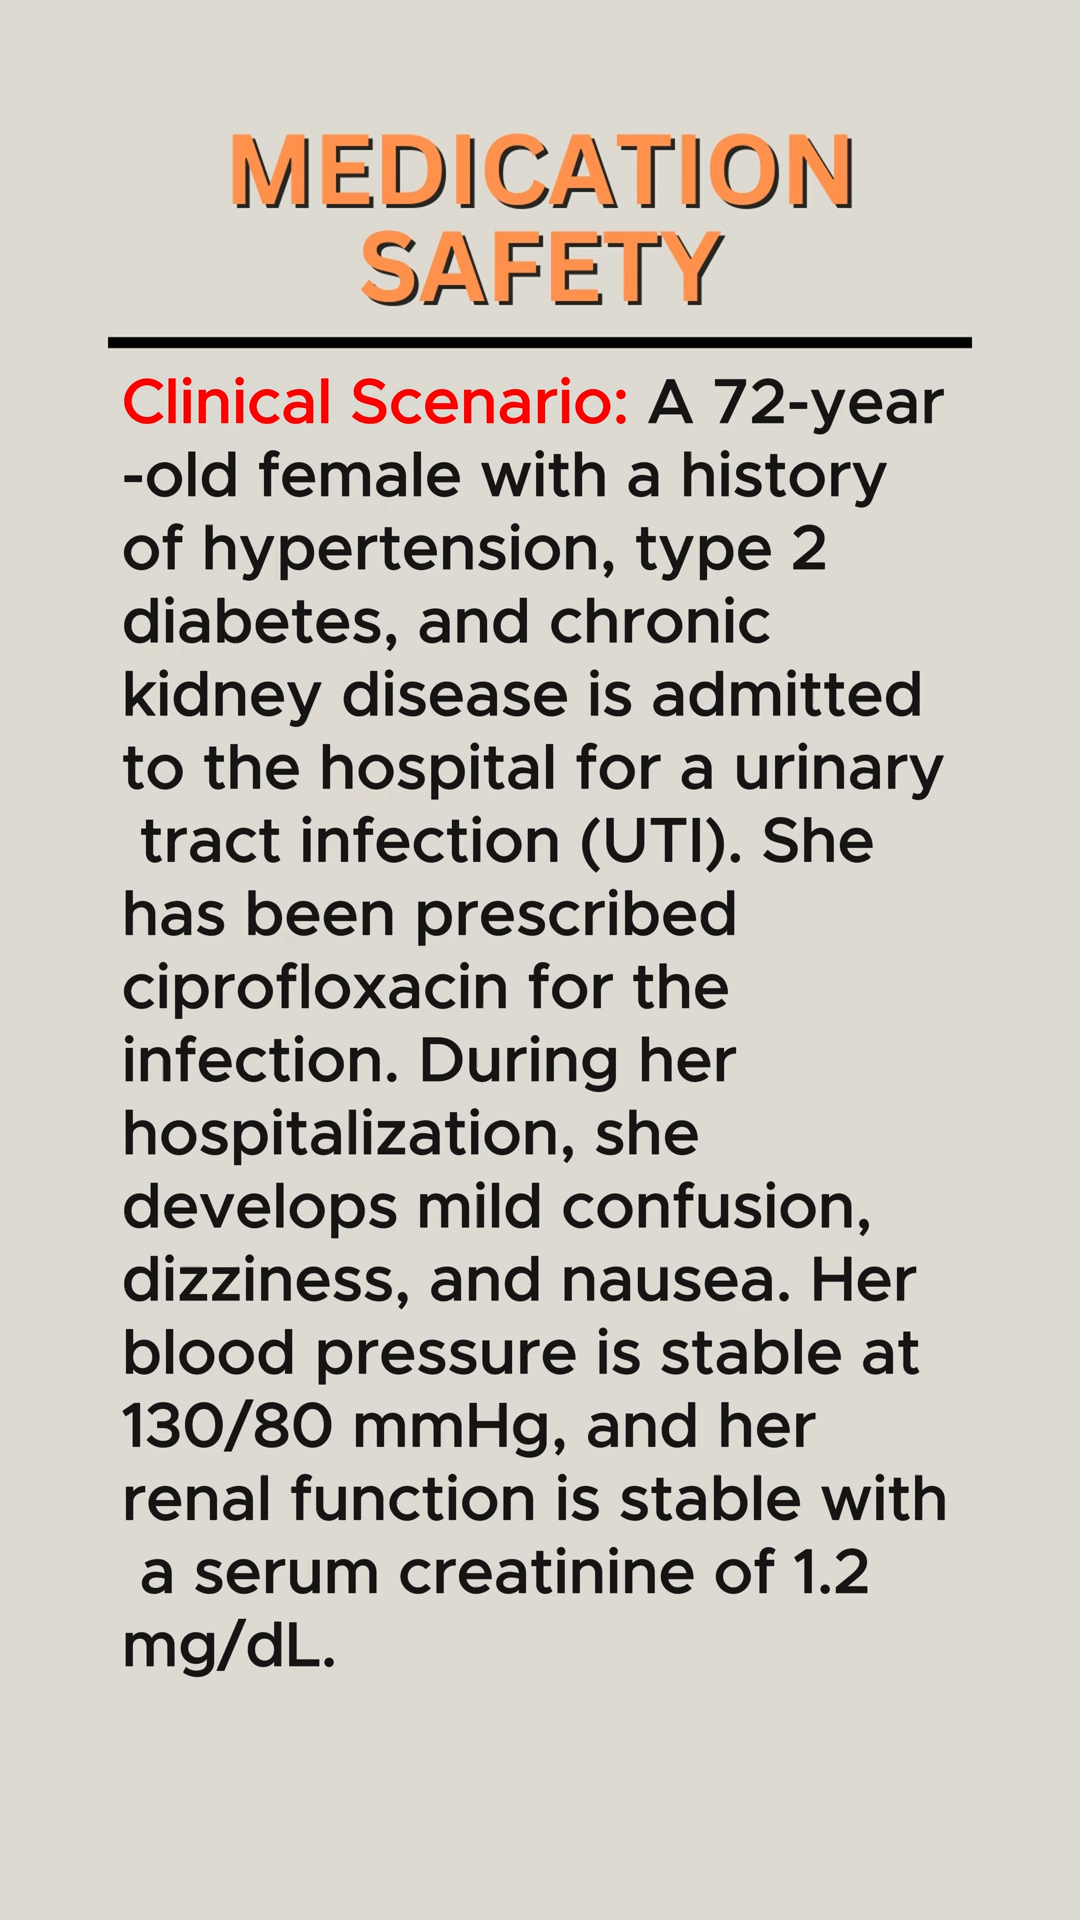 MEDICATION
SAFETY
Clinical Scenario: A 72-year
-old female with a history
of hypertension, type 2
diabetes, and chronic
kidney disease is admitted
to the hospital for a urinary
tract infection (UTI). She
has been prescribed
ciprofloxacin for the
infection. During her
hospitalization, she
develops mild confusion,
dizziness, and nausea. Her
blood pressure is stable at
130/80 mmHg, and her
renal function is stable with
a serum creatinine of 1.2
mg/dL.